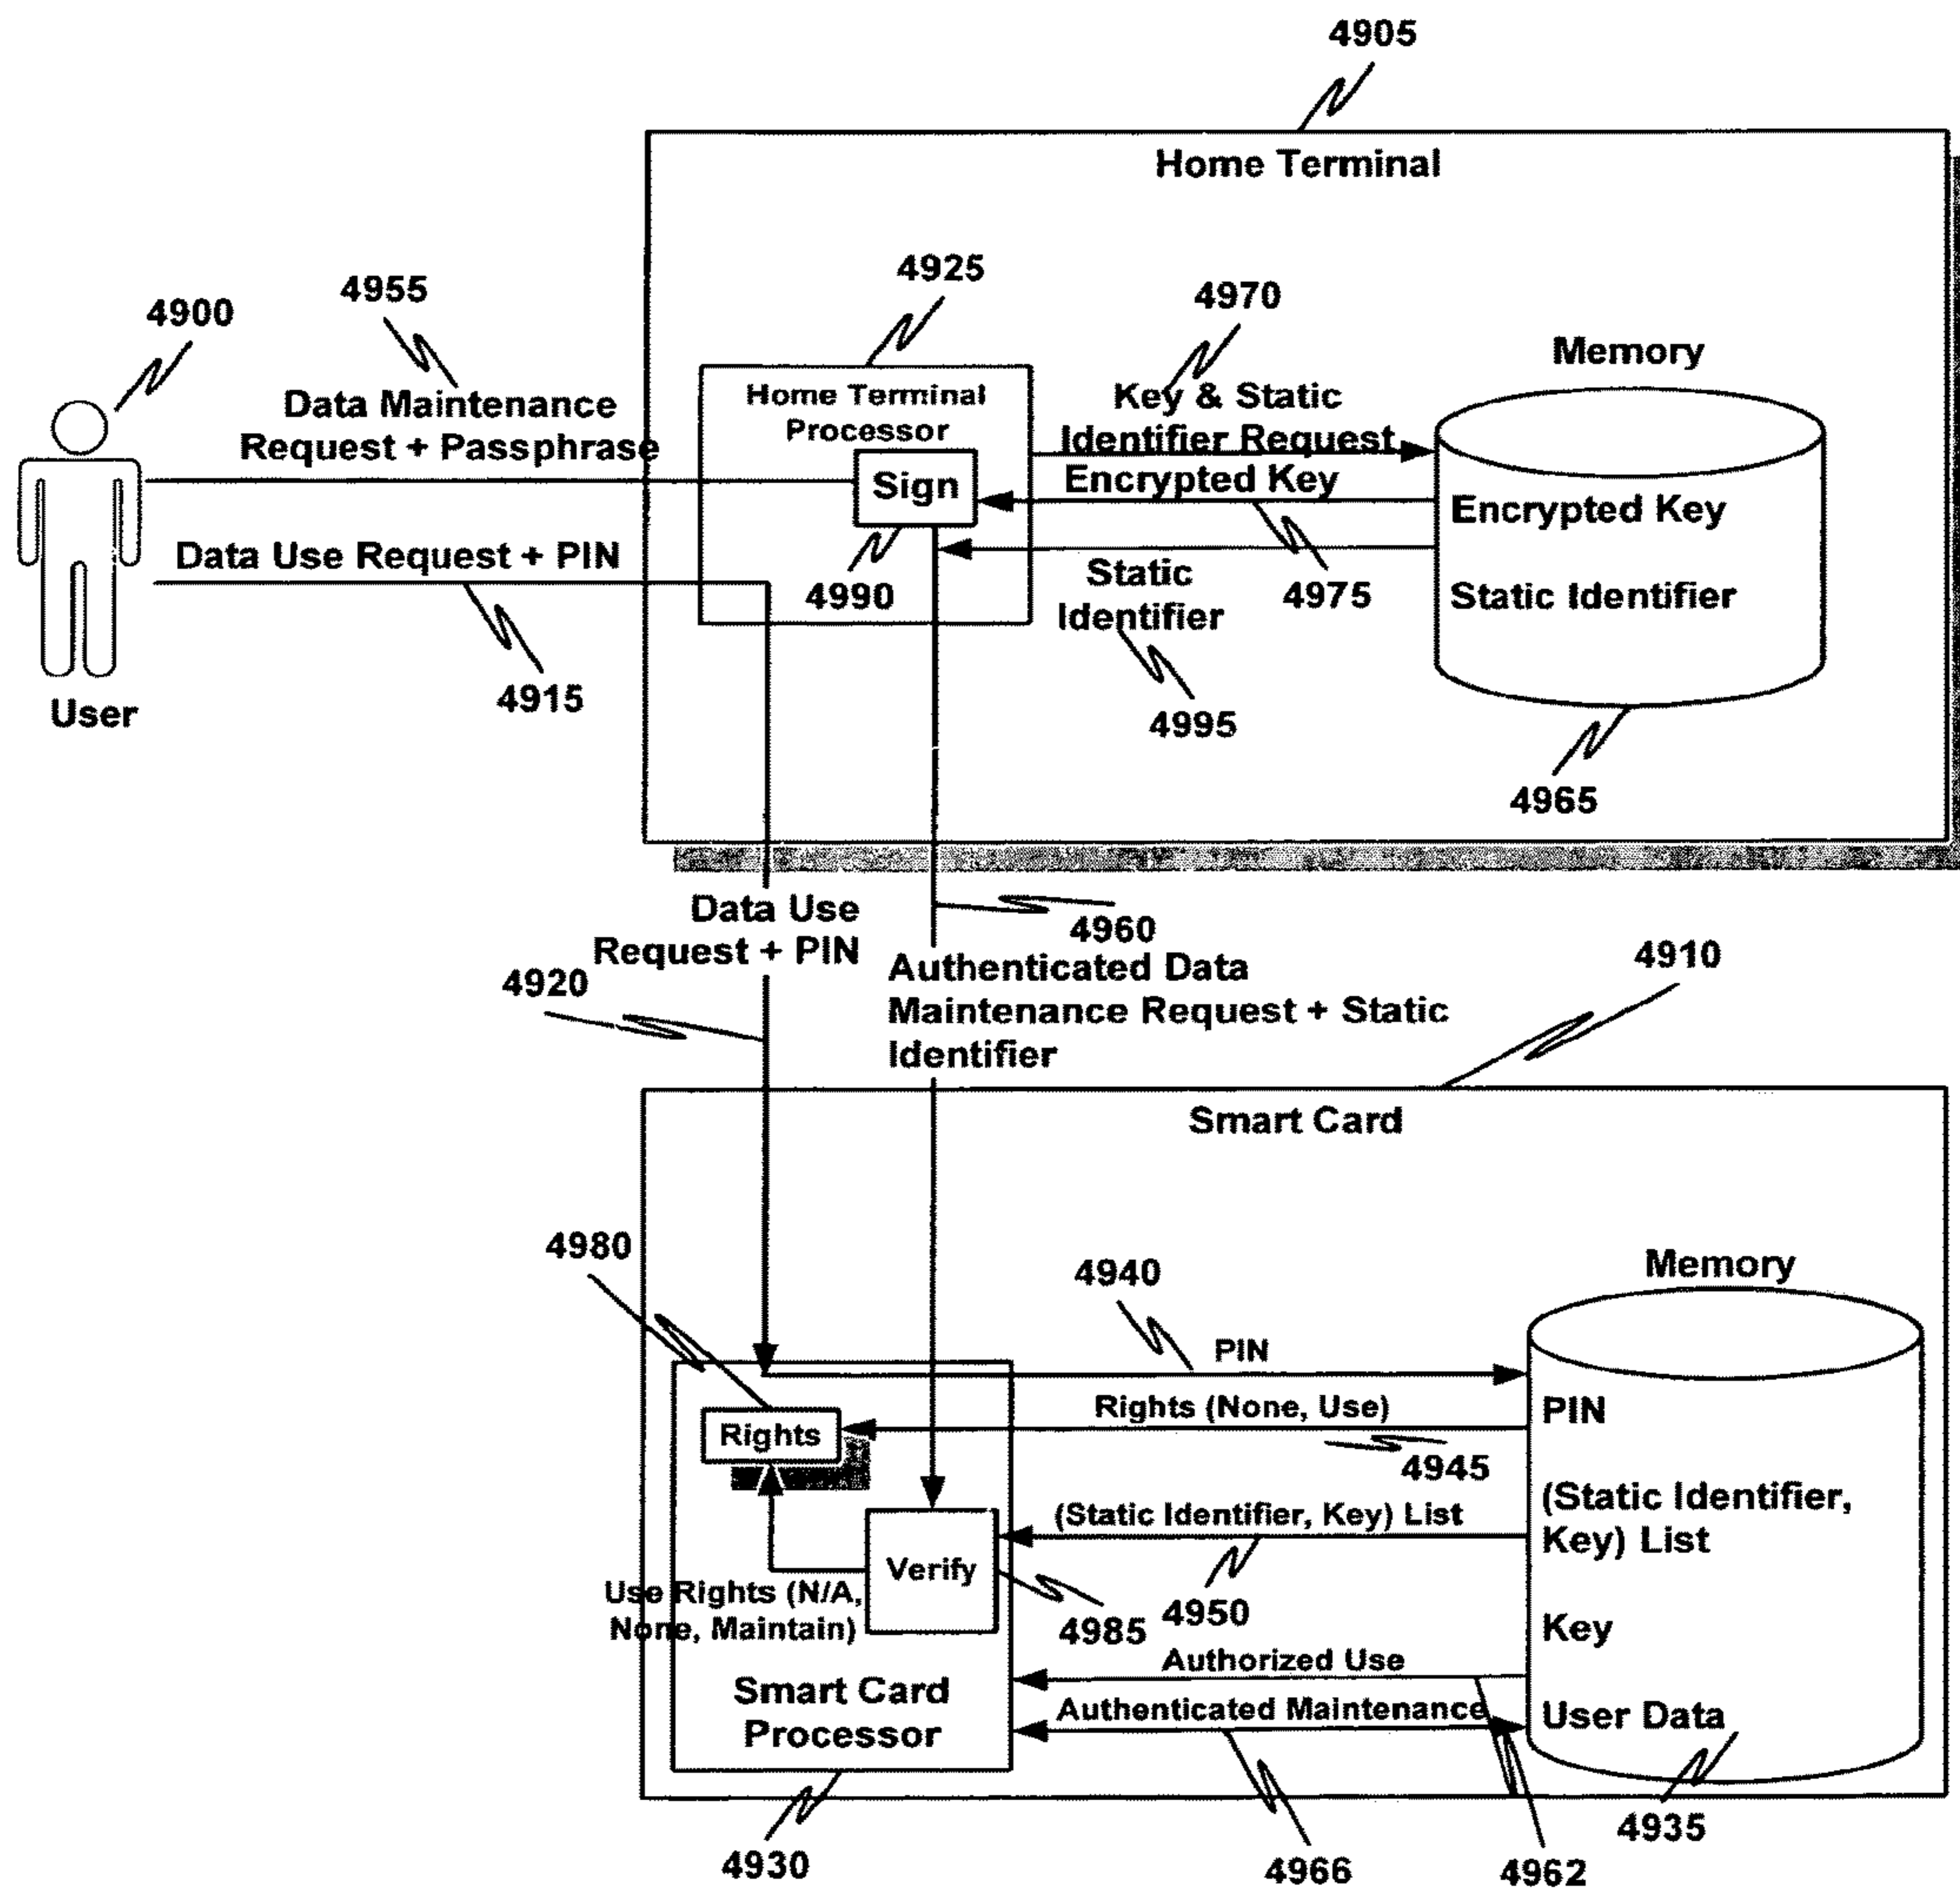 4905
Home Terminal
4925
4970
4955
4900
Memory
Home Terminal
Processor
Key & Static
Identifier Request
Data Maintenance
Request + Passphrase
Sign
Encrypted Key
Encrypted Key
Data Use Request + PIN
4990
Static
Identifier
4975
Static Identifier
4915
User
4995
4965
Data Use
Request + PIN
4960
4920
Authenticated Data
Maintenance Request + Static
Identifier
4910
Smart Card
4980
4940
Memory
PIN
Rights (None, Use)
PIN
Rights
4945
(Static Identifier, Key) List
(Static Identifier,
Key) List
Verify
Use Rights (N/A,
None, Maintain)
4985
4950
Key
Authorized Use
Smart Card
Processor
Authenticated Maintenance
User Data
4935
4930
4966
4962